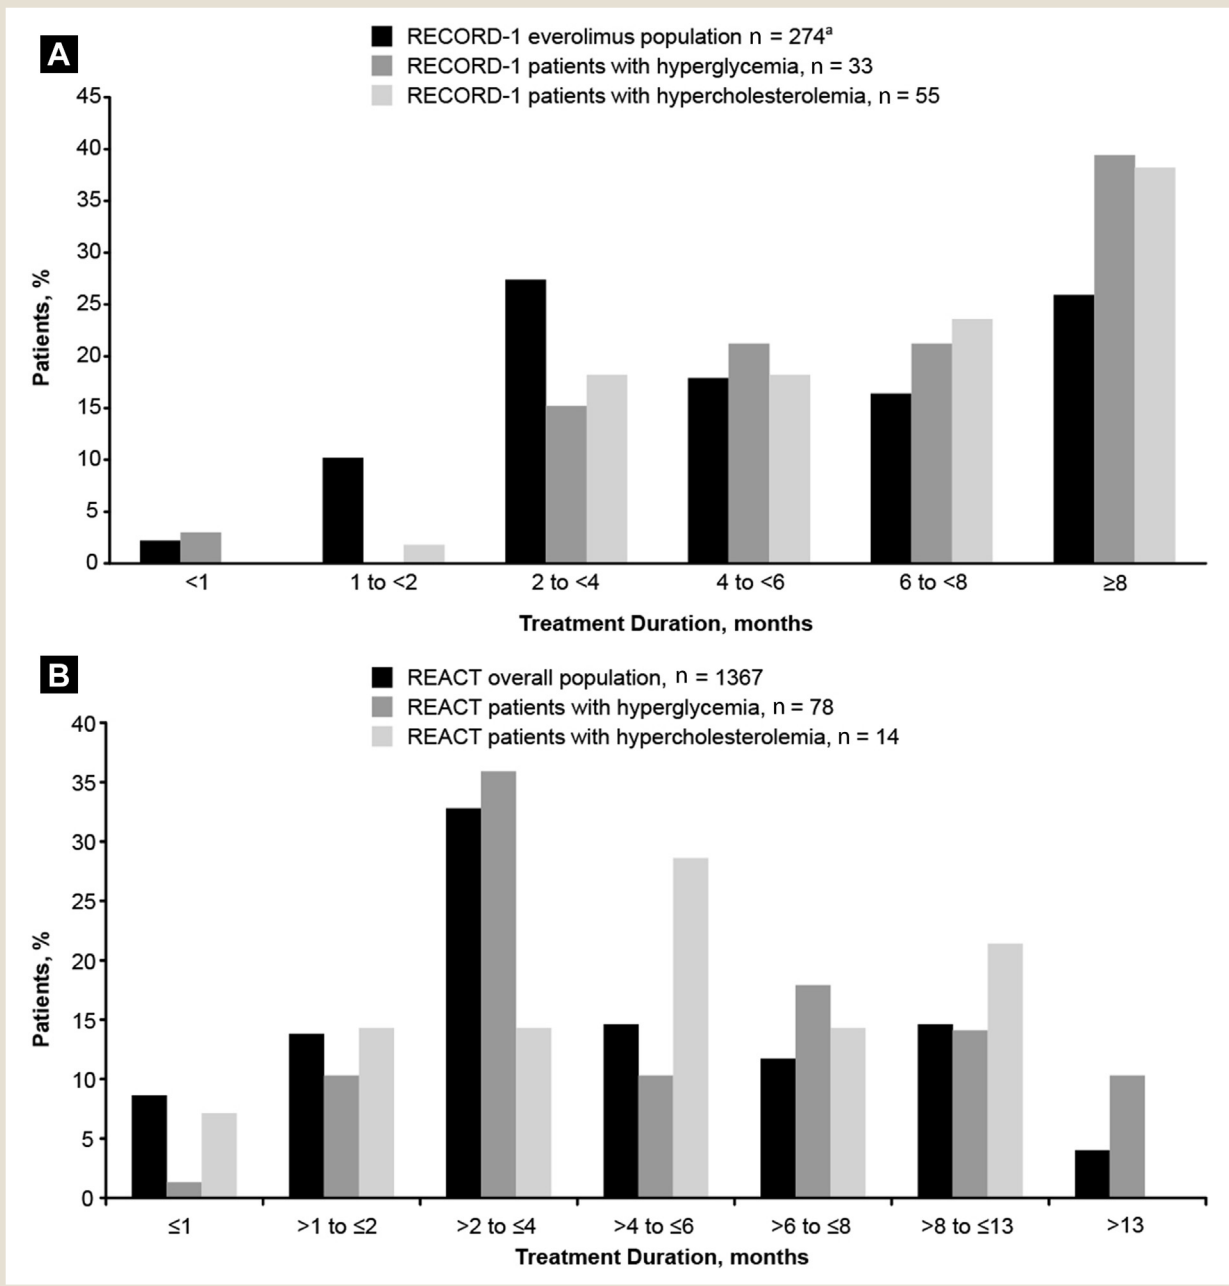 A
RECORD-1 everolimus population n = 274ª
RECORD-1 patients with hyperglycemia, n = 33
RECORD-1 patients with hypercholesterolemia, n = 55
45
40
35
30
25
20
15
10
5
0
Patients, %
<1 1 to <2 2 to <4 4 to <6 6 to <8 ≥8
Treatment Duration, months
B
REACT overall population, n = 1367
REACT patients with hyperglycemia, n = 78
REACT patients with hypercholesterolemia, n = 14
40
35
30
25
20
15
10
5
0
Patients, %
≤1 >1 to ≤2 >2 to ≤4 >4 to ≤6 >6 to ≤8 >8 to ≤13 >13
Treatment Duration, months